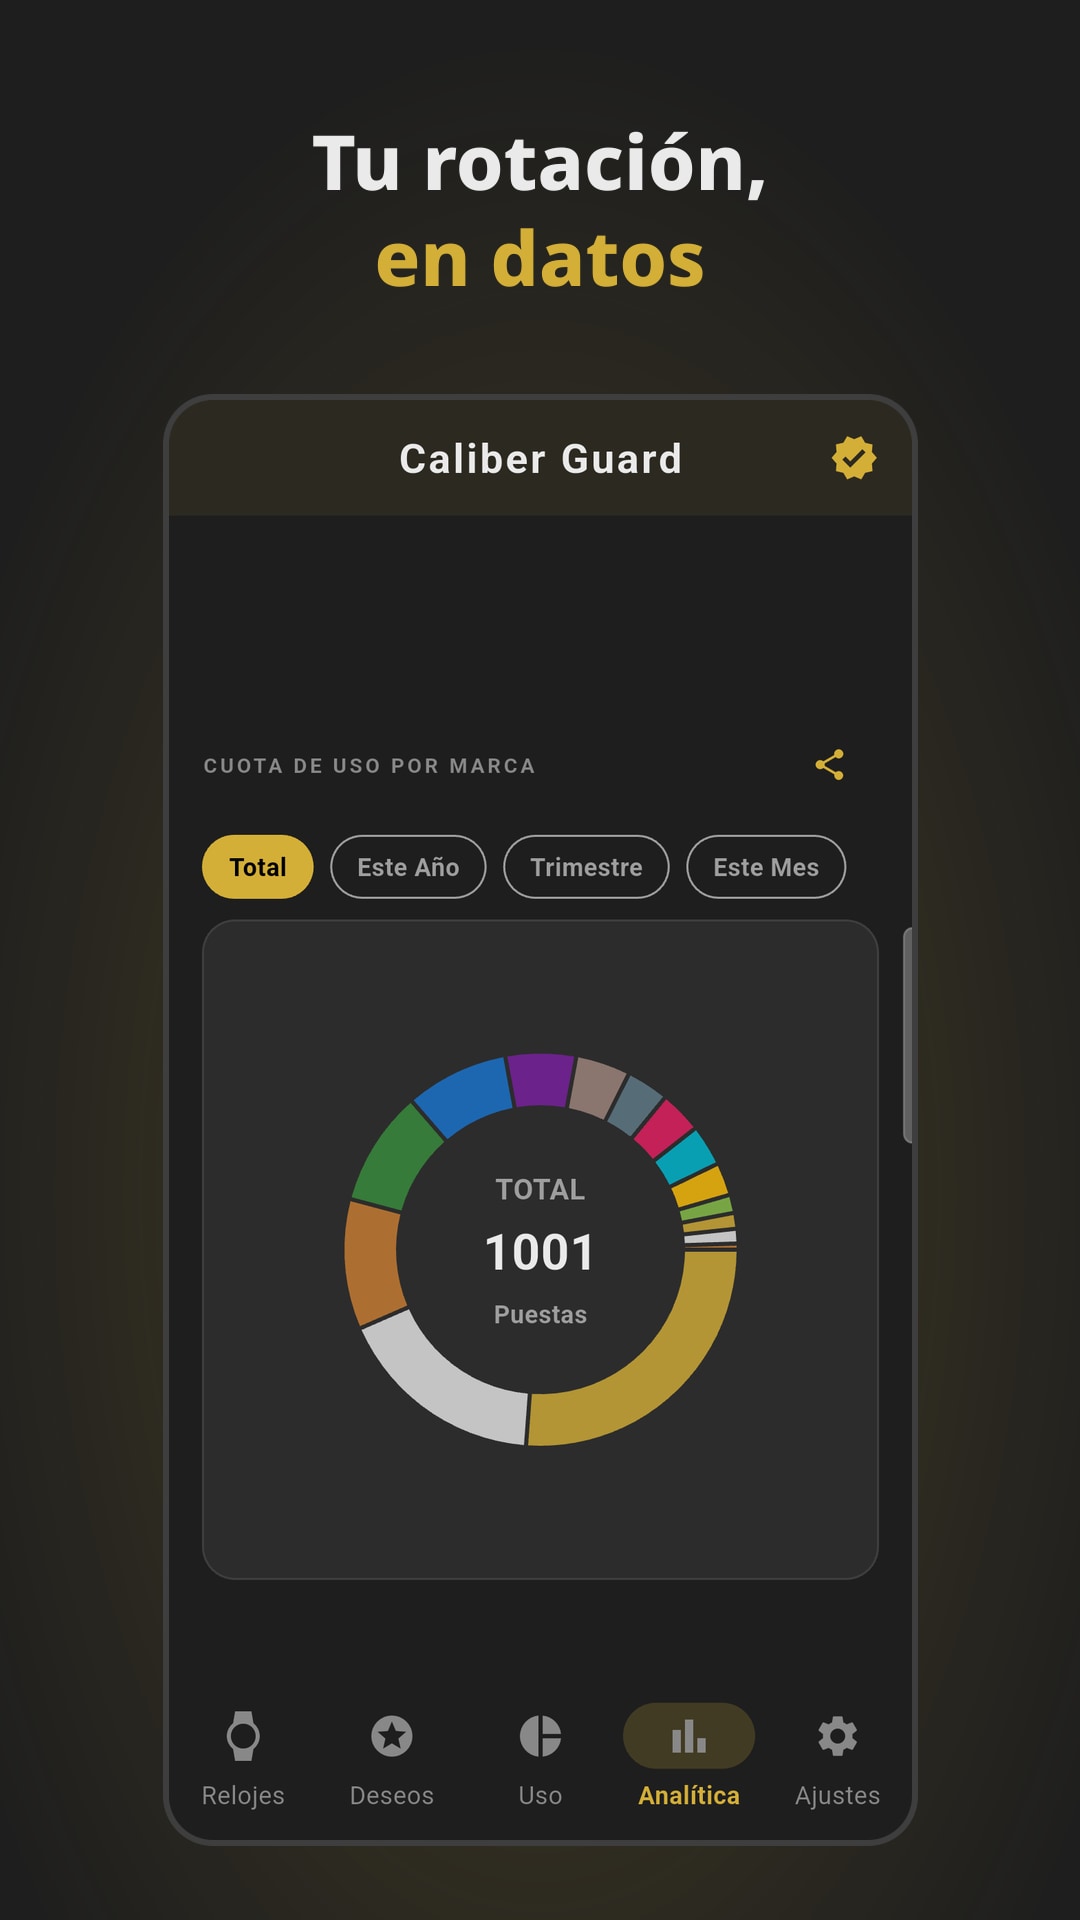 Tu rotación,
en datos
Caliber Guard
CUOTA DE USO POR MARCA
Total Este Año Trimestre Este Mes
TOTAL
1001
Puestas
Relojes Deseos Uso Analítica Ajustes